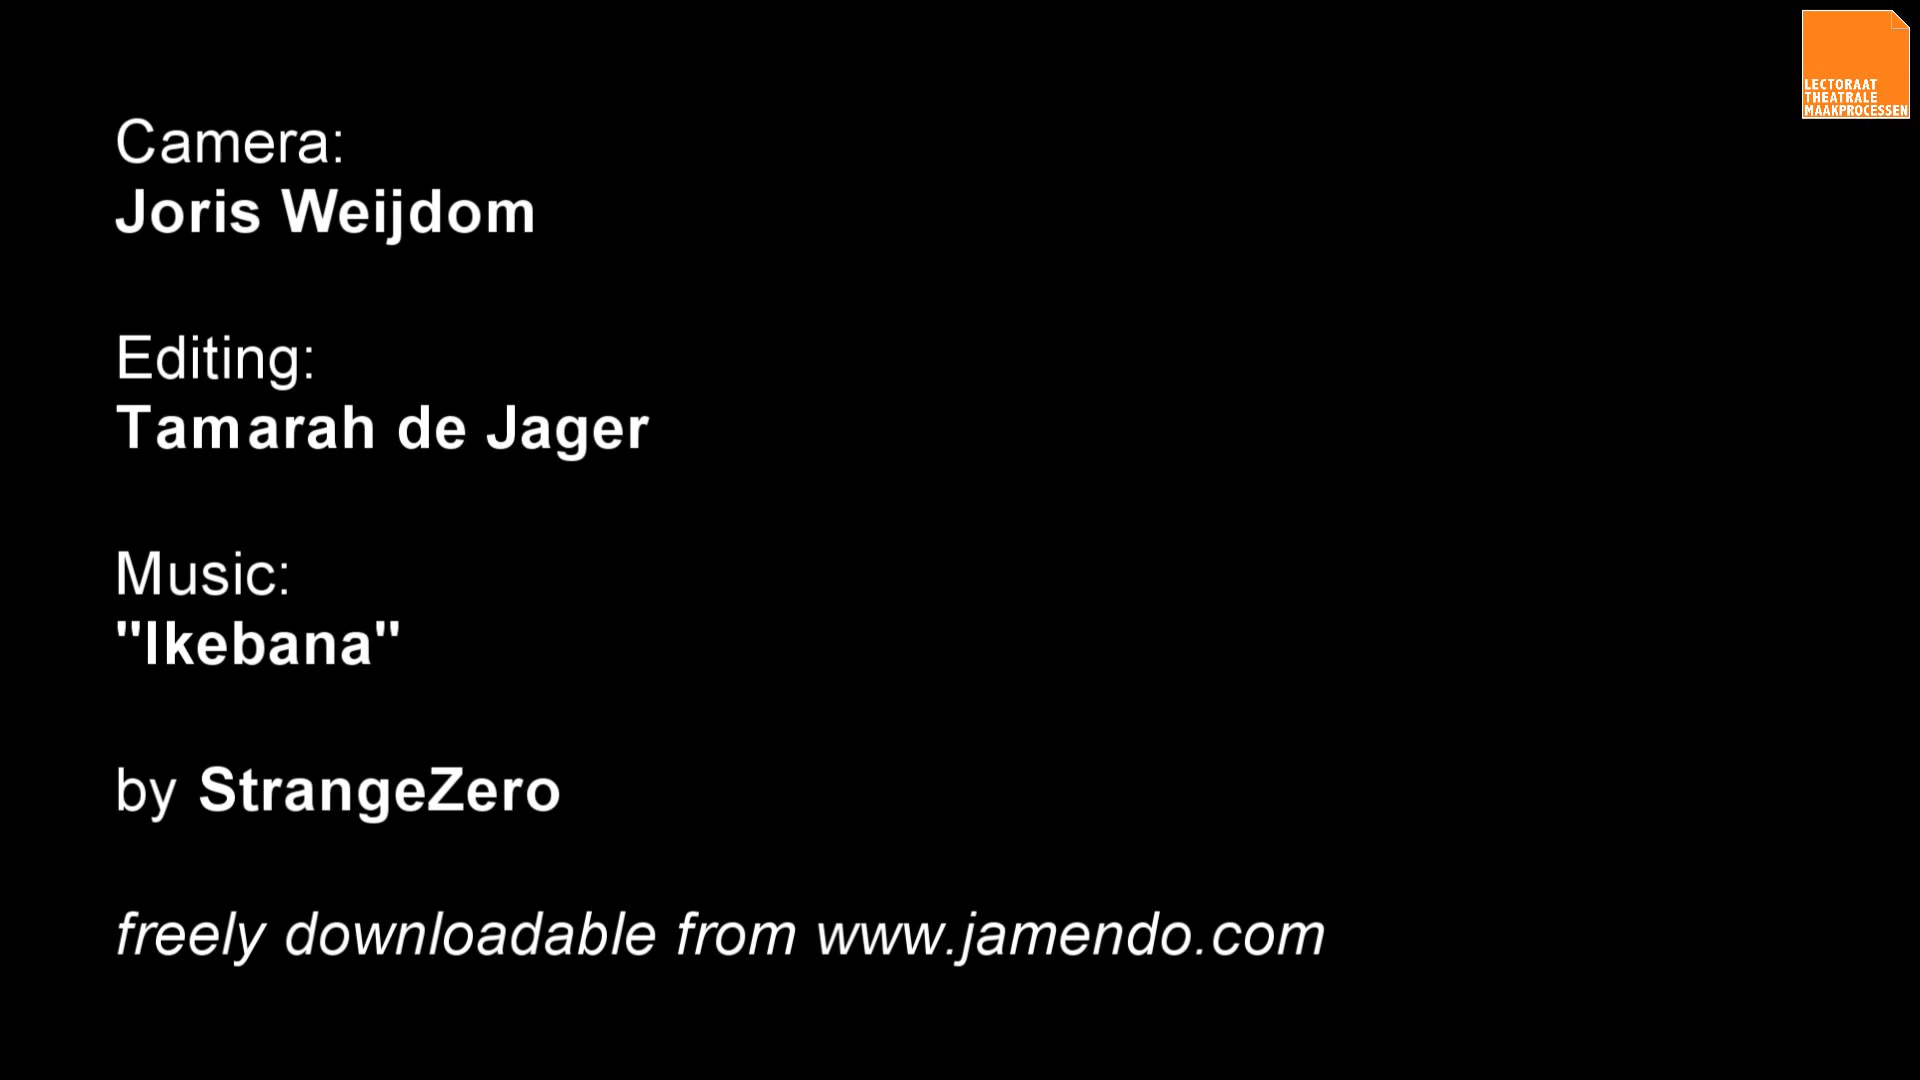 Camera:
Joris Weijdom
Editing:
Tamarah de Jager
Music:
"Ikebana"
by StrangeZero
freely downloadable from www.jamendo.com
LECTORAAT
THEATRALE
MAAKPROCESSEN